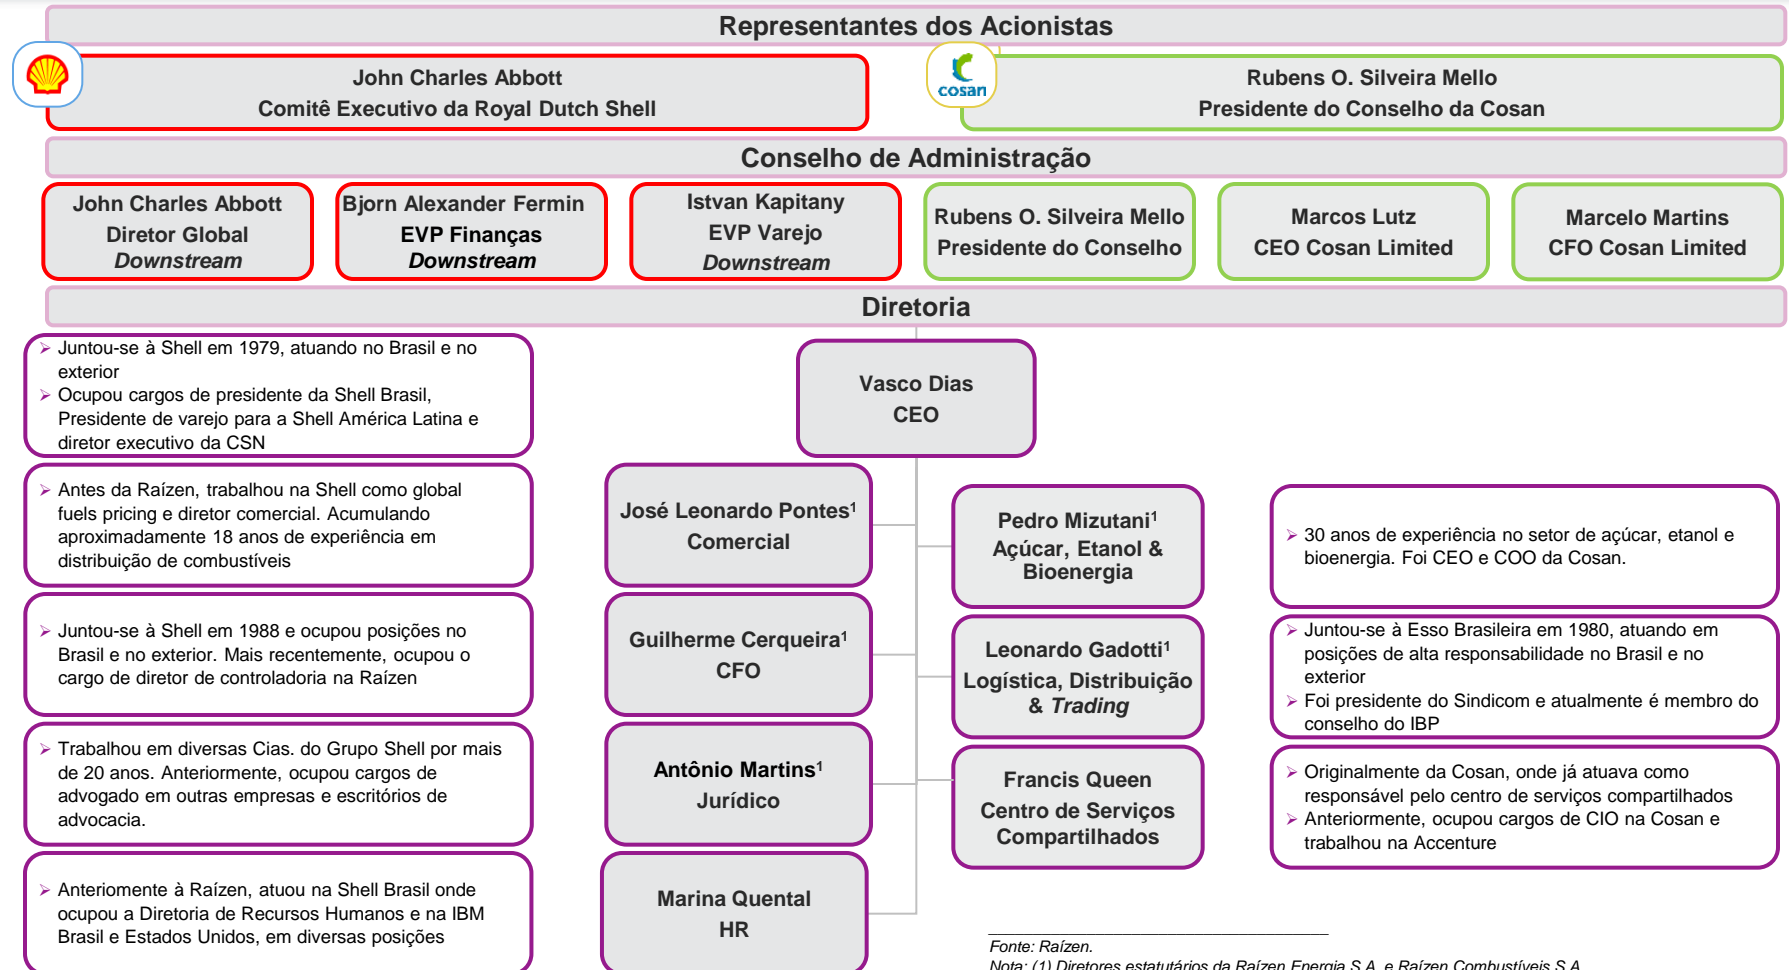 Representantes dos Acionistas
John Charles Abbott
Comitê Executivo da Royal Dutch Shell
cosan
Rubens O. Silveira Mello
Presidente do Conselho da Cosan
Conselho de Administração
John Charles Abbott
Diretor Global
Downstream
Bjorn Alexander Fermin
EVP Finanças
Downstream
Istvan Kapitany
EVP Varejo
Downstream
Rubens O. Silveira Mello
Presidente do Conselho
Marcos Lutz
CEO Cosan Limited
Marcelo Martins
CFO Cosan Limited
Diretoria
➢ Juntou-se à Shell em 1979, atuando no Brasil e no
exterior
➢ Ocupou cargos de presidente da Shell Brasil,
Presidente de varejo para a Shell América Latina e
diretor executivo da CSN
Vasco Dias
CEO
➢ Antes da Raízen, trabalhou na Shell como global
fuels pricing e diretor comercial. Acumulando
aproximadamente 18 anos de experiência em
distribuição de combustíveis
José Leonardo Pontes¹
Comercial
Pedro Mizutani¹
Açúcar, Etanol &
Bioenergia
➢ 30 anos de experiência no setor de açúcar, etanol e
bioenergia. Foi CEO e COO da Cosan.
➢ Juntou-se à Shell em 1988 e ocupou posições no
Brasil e no exterior. Mais recentemente, ocupou o
cargo de diretor de controladoria na Raízen
Guilherme Cerqueira¹
CFO
Leonardo Gadotti¹
Logística, Distribuição
& Trading
➢ Juntou-se à Esso Brasileira em 1980, atuando em
posições de alta responsabilidade no Brasil e no
exterior
➢ Foi presidente do Sindicom e atualmente é membro do
conselho do IBP
➢ Trabalhou em diversas Cias. do Grupo Shell por mais
de 20 anos. Anteriormente, ocupou cargos de
advogado em outras empresas e escritórios de
advocacia.
Antônio Martins¹
Jurídico
Francis Queen
Centro de Serviços
Compartilhados
➢ Originalmente da Cosan, onde já atuava como
responsável pelo centro de serviços compartilhados
➢ Anteriormente, ocupou cargos de CIO na Cosan e
trabalhou na Accenture
➢ Anteriomente à Raízen, atuou na Shell Brasil onde
ocupou a Diretoria de Recursos Humanos e na IBM
Brasil e Estados Unidos, em diversas posições
Marina Quental
HR
Fonte: Raízen.
Nota: (1) Diretores estatutários da Raízen Energia S.A. e Raízen Combustíveis S.A.